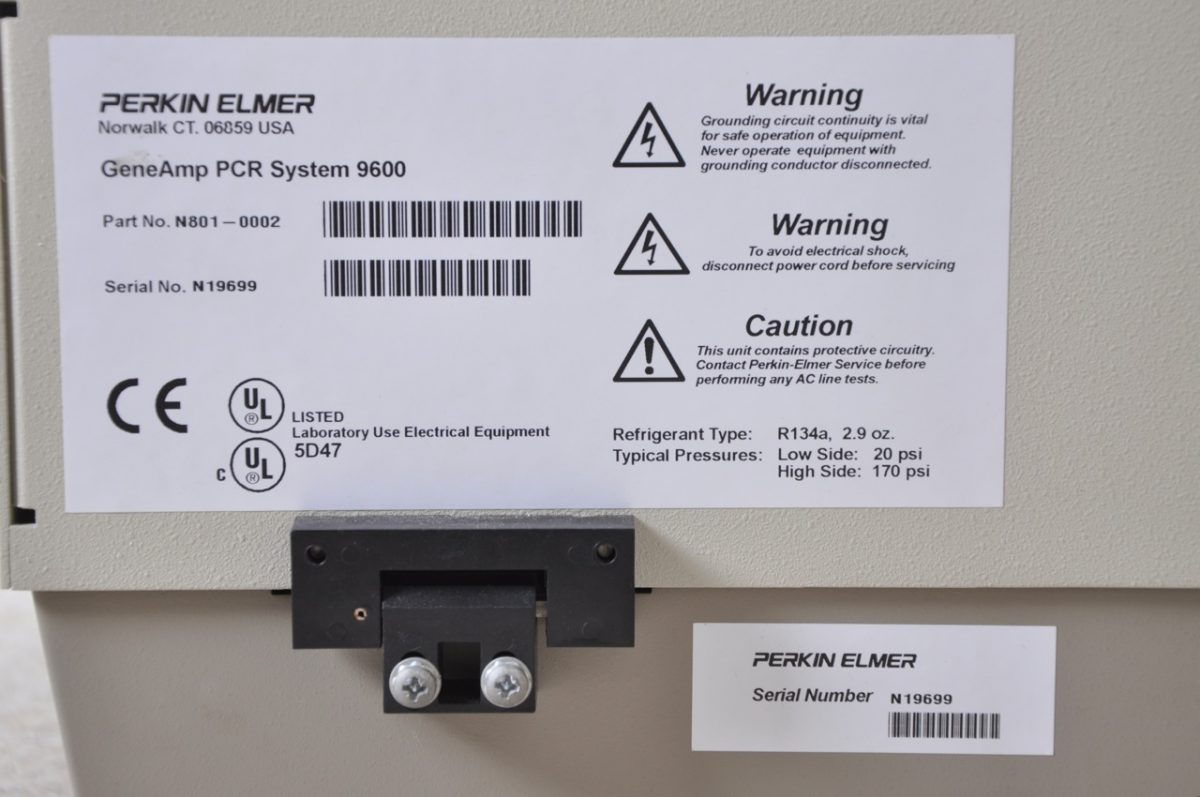 PERKIN ELMER
Norwalk CT. 06859 USA
GeneAmp PCR System 9600
Part No. N801-0002
Serial No. N19699
CE
UL ®
LISTED
Laboratory Use Electrical Equipment
5D47
C UL ®
Warning
Grounding circuit continuity is vital
for safe operation of equipment.
Never operate equipment with
grounding conductor disconnected.
Warning
To avoid electrical shock,
disconnect power cord before servicing
Caution
This unit contains protective circuitry.
Contact Perkin-Elmer Service before
performing any AC line tests.
Refrigerant Type: R134a, 2.9 oz.
Typical Pressures: Low Side: 20 psi
High Side: 170 psi
PERKIN ELMER
Serial Number N19699